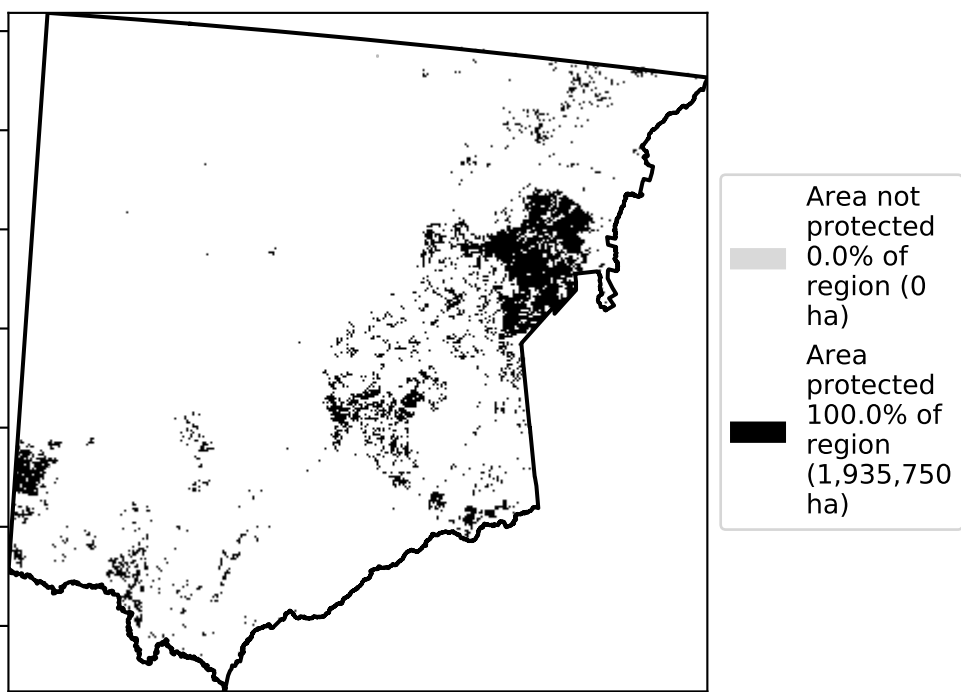 Area not
protected
0.0% of
region (0
ha)
Area
protected
100.0% of
region
(1,935,750
ha)